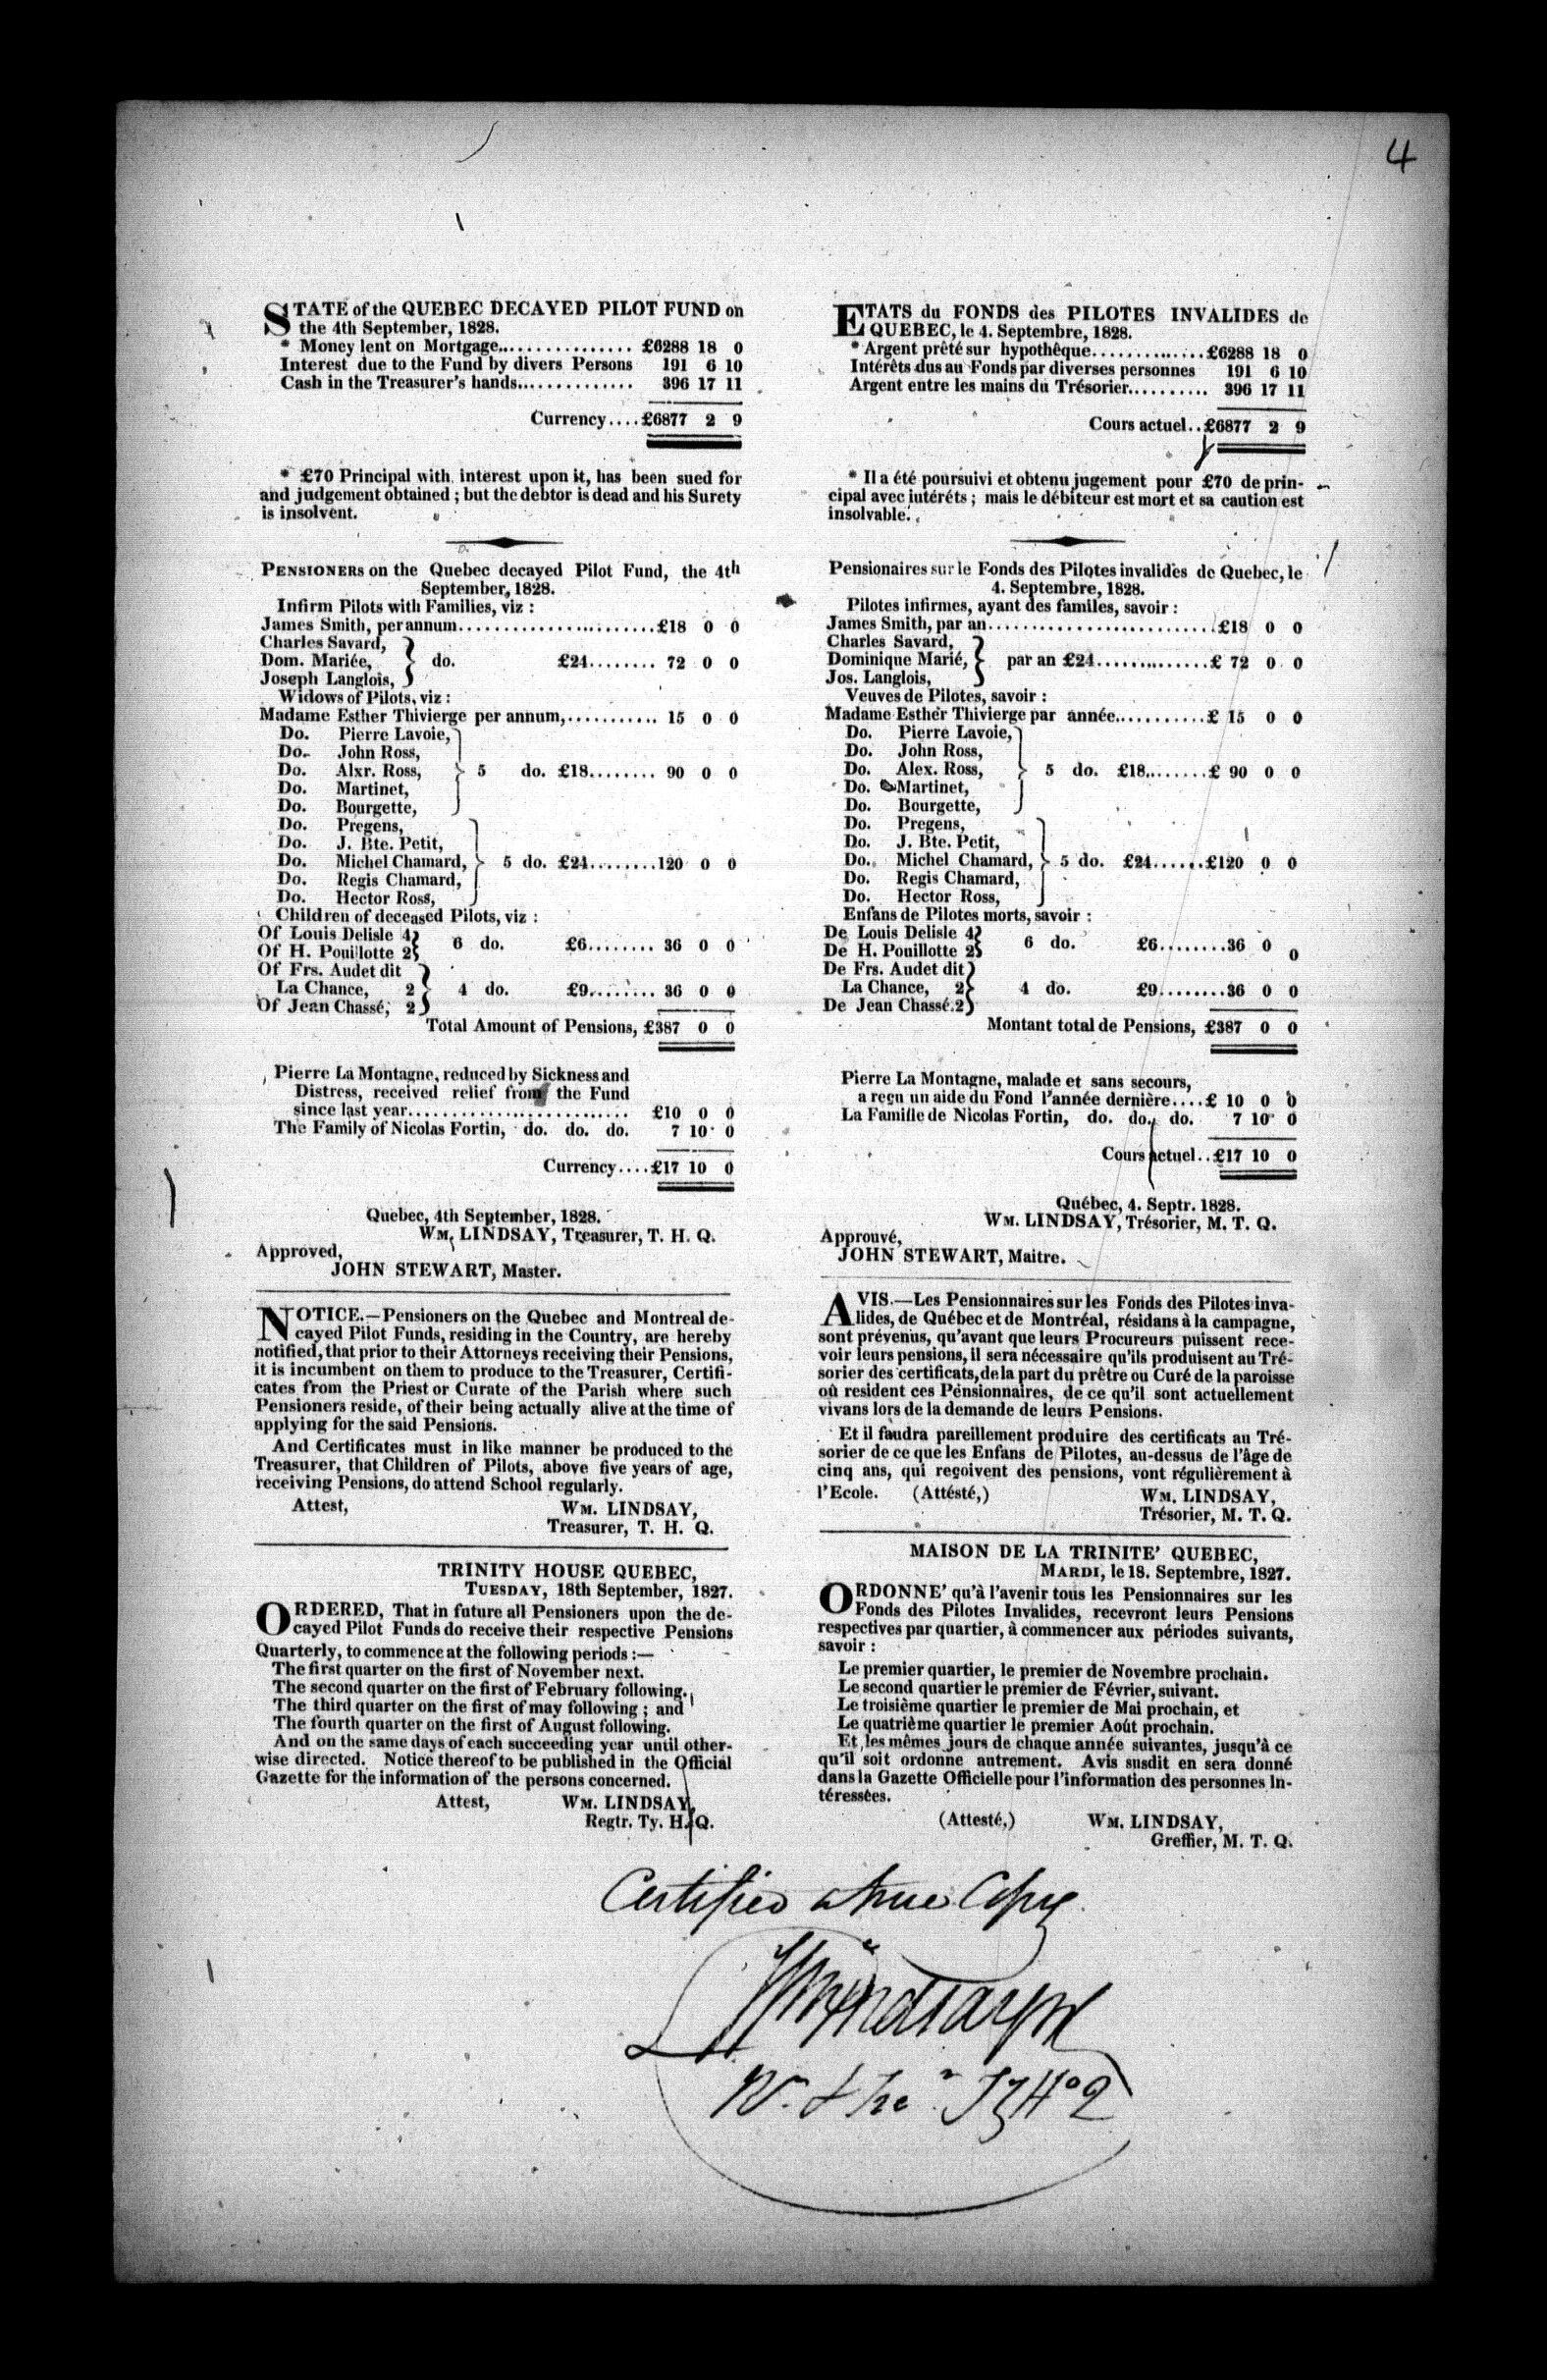 4
STATE of the QUEBEC DECAYED PILOT FUND on
the 4th September, 1828.
* Money lent on Mortgage................ £6288 18 0
Interest due to the Fund by divers Persons 191 6 10
Cash in the Treasurer's hands.............. 396 17 11
Currency....£6877 2 9
* £70 Principal with interest upon it, has been sued for
and judgement obtained ; but the debtor is dead and his Surety
is insolvent.
PENSIONERS on the Quebec decayed Pilot Fund, the 4th
September, 1828.
Infirm Pilots with Families, viz :
James Smith, per annum........................£18 0 0
Charles Savard,
Dom. Mariée, } do. £24........ 72 0 0
Joseph Langlois,
Widows of Pilots, viz :
Madame Esther Thivierge per annum,........... 15 0 0
Do. Pierre Lavoie,
Do. John Ross,
Do. Alxr. Ross, } 5 do. £18........ 90 0 0
Do. Martinet,
Do. Bourgette,
Do. Pregens,
Do. J. Bte. Petit,
Do. Michel Chamard, } 5 do. £24........120 0 0
Do. Regis Chamard,
Do. Hector Ross,
Children of deceased Pilots, viz :
Of Louis Delisle 4 } 6 do. £6........ 36 0 0
Of H. Pouillotte 2
Of Frs. Audet dit
La Chance, 2 } 4 do. £9........ 36 0 0
Of Jean Chassé, 2
Total Amount of Pensions, £387 0 0
Pierre La Montagne, reduced by Sickness and
Distress, received relief from the Fund
since last year........................... £10 0 0
The Family of Nicolas Fortin, do. do. do. 7 10 0
Currency....£17 10 0
Quebec, 4th September, 1828.
WM. LINDSAY, Treasurer, T. H. Q.
Approved,
JOHN STEWART, Master.
NOTICE.—Pensioners on the Quebec and Montreal de-
cayed Pilot Funds, residing in the Country, are hereby
notified, that prior to their Attorneys receiving their Pensions,
it is incumbent on them to produce to the Treasurer, Certifi-
cates from the Priest or Curate of the Parish where such
Pensioners reside, of their being actually alive at the time of
applying for the said Pensions.
And Certificates must in like manner be produced to the
Treasurer, that Children of Pilots, above five years of age,
receiving Pensions, do attend School regularly.
Attest, WM. LINDSAY,
Treasurer, T. H. Q.
TRINITY HOUSE QUEBEC,
TUESDAY, 18th September, 1827.
ORDERED, That in future all Pensioners upon the de-
cayed Pilot Funds do receive their respective Pensions
Quarterly, to commence at the following periods :—
The first quarter on the first of November next.
The second quarter on the first of February following.
The third quarter on the first of may following ; and
The fourth quarter on the first of August following.
And on the same days of each succeeding year until other-
wise directed. Notice thereof to be published in the Official
Gazette for the information of the persons concerned.
Attest, WM. LINDSAY,
Regtr. Ty. H. Q.
ETATS du FONDS des PILOTES INVALIDES de
QUEBEC, le 4. Septembre, 1828.
* Argent prêté sur hypothêque..............£6288 18 0
Intérêts dus au Fonds par diverses personnes 191 6 10
Argent entre les mains du Trésorier.......... 396 17 11
Cours actuel..£6877 2 9
* Il a été poursuivi et obtenu jugement pour £70 de prin-
cipal avec iutéréts ; mais le débiteur est mort et sa caution est
insolvable.
Pensionaires sur le Fonds des Pilotes invalides de Quebec, le
4. Septembre, 1828.
Pilotes infirmes, ayant des familes, savoir :
James Smith, par an............................£18 0 0
Charles Savard,
Dominique Marié, } par an £24..............£ 72 0 0
Jos. Langlois,
Veuves de Pilotes, savoir :
Madame Esther Thivierge par année...........£ 15 0 0
Do. Pierre Lavoie,
Do. John Ross,
Do. Alex. Ross, } 5 do. £18.........£ 90 0 0
Do. Martinet,
Do. Bourgette,
Do. Pregens,
Do. J. Bte. Petit,
Do. Michel Chamard, } 5 do. £24......£120 0 0
Do. Regis Chamard,
Do. Hector Ross,
Enfans de Pilotes morts, savoir :
De Louis Delisle 4 } 6 do. £6........36 0 0
De H. Pouillotte 2
De Frs. Audet dit
La Chance, 2 } 4 do. £9........36 0 0
De Jean Chassé.2
Montant total de Pensions, £387 0 0
Pierre La Montagne, malade et sans secours,
a reçu un aide du Fond l'année dernière....£ 10 0 0
La Famille de Nicolas Fortin, do. do. do. 7 10 0
Cours actuel..£17 10 0
Québec, 4. Septr. 1828.
WM. LINDSAY, Trésorier, M. T. Q.
Approuvé,
JOHN STEWART, Maitre.
AVIS.—Les Pensionnaires sur les Fonds des Pilotes inva-
lides, de Québec et de Montréal, résidans à la campagne,
sont prévenus, qu'avant que leurs Procureurs puissent rece-
voir leurs pensions, il sera nécessaire qu'ils produisent au Tré-
sorier des certificats, de la part du prêtre ou Curé de la paroisse
où resident ces Pensionnaires, de ce qu'il sont actuellement
vivans lors de la demande de leurs Pensions.
Et il faudra pareillement produire des certificats au Tré-
sorier de ce que les Enfans de Pilotes, au-dessus de l'âge de
cinq ans, qui reçoivent des pensions, vont régulièrement à
l'Ecole. (Attésté,) WM. LINDSAY,
Trésorier, M. T. Q.
MAISON DE LA TRINITE' QUEBEC,
MARDI, le 18. Septembre, 1827.
ORDONNE' qu'à l'avenir tous les Pensionnaires sur les
Fonds des Pilotes Invalides, recevront leurs Pensions
respectives par quartier, à commencer aux périodes suivants,
savoir :
Le premier quartier, le premier de Novembre prochain.
Le second quartier le premier de Février, suivant.
Le troisième quartier le premier de Mai prochain, et
Le quatrième quartier le premier Août prochain.
Et les mêmes jours de chaque année suivantes, jusqu'à ce
qu'il soit ordonne autrement. Avis susdit en sera donné
dans la Gazette Officielle pour l'information des personnes In-
téressées.
(Attesté,) WM. LINDSAY,
Greffier, M. T. Q.
Certified a true Copy
Wm Lindsay